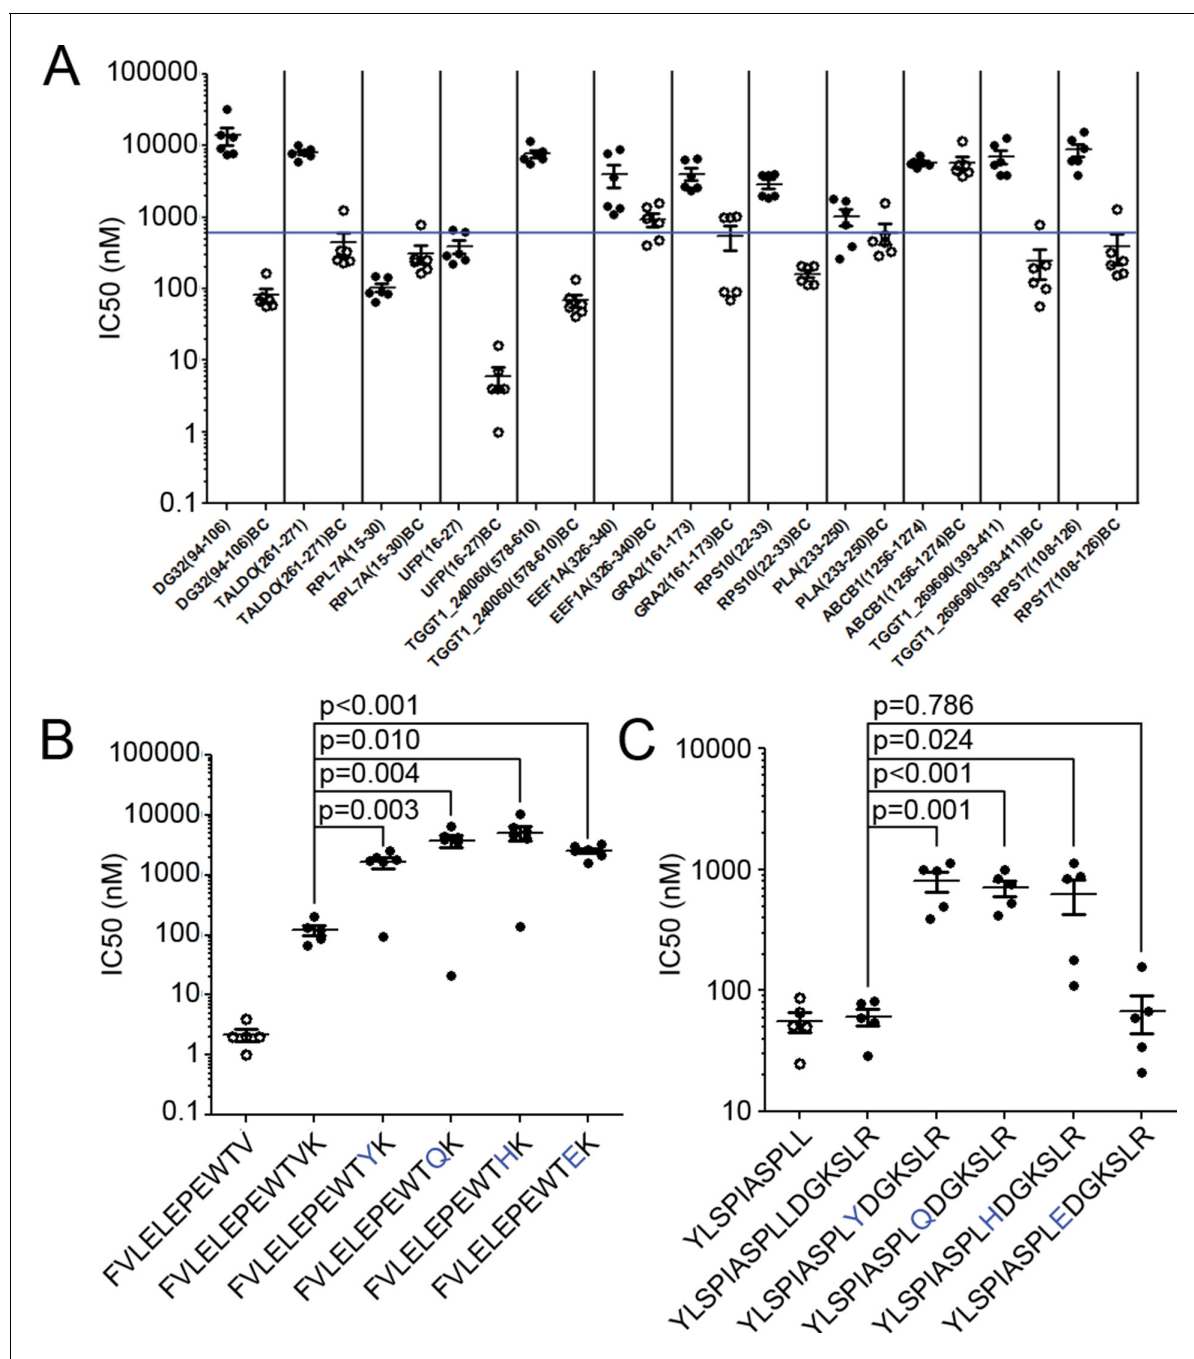 A
100000
10000
1000
100
10
1
0.1
IC50 (nM)
DG32(94-106)
DG32(94-106)BC
TALDO(261-271)
TALDO(261-271)BC
RPL7A(15-30)
RPL7A(15-30)BC
UFP(16-27)
UFP(16-27)BC
TGGT1_240060(578-610)
TGGT1_240060(578-610)BC
EEF1A(326-340)
EEF1A(326-340)BC
GRA2(161-173)
GRA2(161-173)BC
RPS10(22-33)
RPS10(22-33)BC
PLA(233-250)
PLA(233-250)BC
ABCB1(1256-1274)
ABCB1(1256-1274)BC
TGGT1_269690(393-411)
TGGT1_269690(393-411)BC
RPS17(108-126)
RPS17(108-126)BC
B
p<0.001
p=0.010
p=0.004
p=0.003
100000
10000
1000
100
10
1
0.1
IC50 (nM)
FVLELEPEWTV
FVLELEPEWTVK
FVLELEPEWTYK
FVLELEPEWTQK
FVLELEPEWTHK
FVLELEPEWTEK
C
p=0.786
p=0.024
p<0.001
p=0.001
10000
1000
100
10
IC50 (nM)
YLSPIASPLL
YLSPIASPLLDGKSLR
YLSPIASPLYDGKSLR
YLSPIASPLQDGKSLR
YLSPIASPLHDGKSLR
YLSPIASPLEDGKSLR